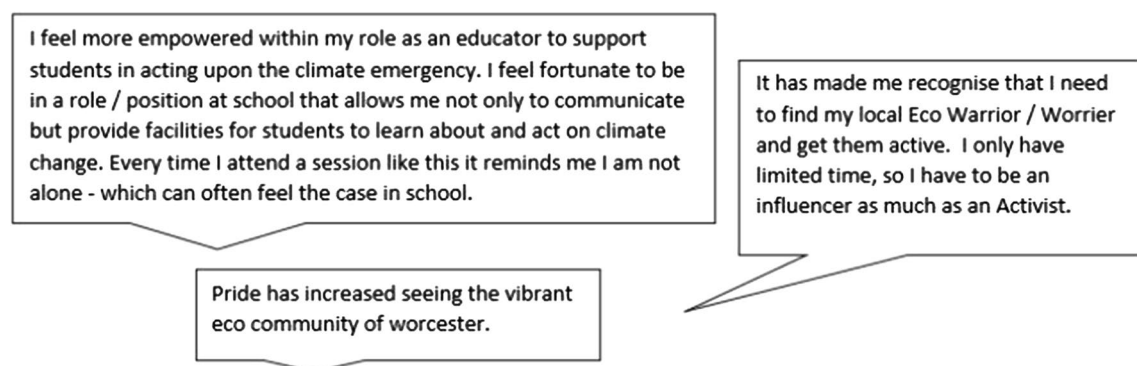 I feel more empowered within my role as an educator to support
students in acting upon the climate emergency. I feel fortunate to be
in a role / position at school that allows me not only to communicate
but provide facilities for students to learn about and act on climate
change. Every time I attend a session like this it reminds me I am not
alone - which can often feel the case in school.
It has made me recognise that I need
to find my local Eco Warrior / Worrier
and get them active.  I only have
limited time, so I have to be an
influencer as much as an Activist.
Pride has increased seeing the vibrant
eco community of worcester.